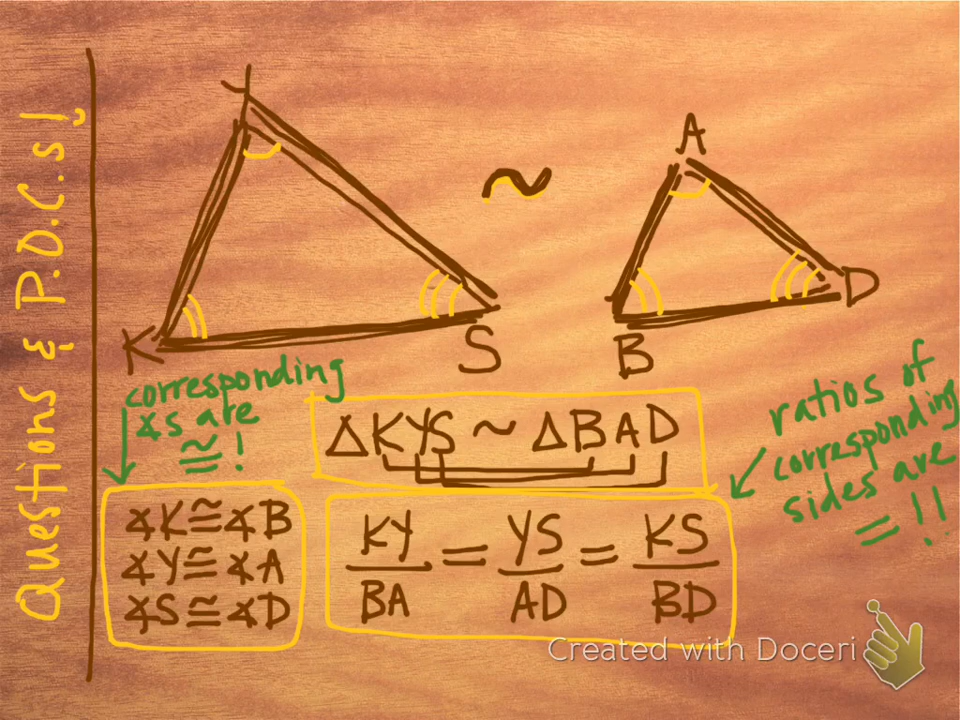 Questions & P.O.C.s!
Y
K
S
~
A
B
D
corresponding
∡s are
≅!
△KYS ~ △BAD
ratios of
corresponding
sides are
= !!
∡K≅∡B
∡Y≅∡A
∡S≅∡D
KY/BA = YS/AD = KS/BD
Created with Doceri